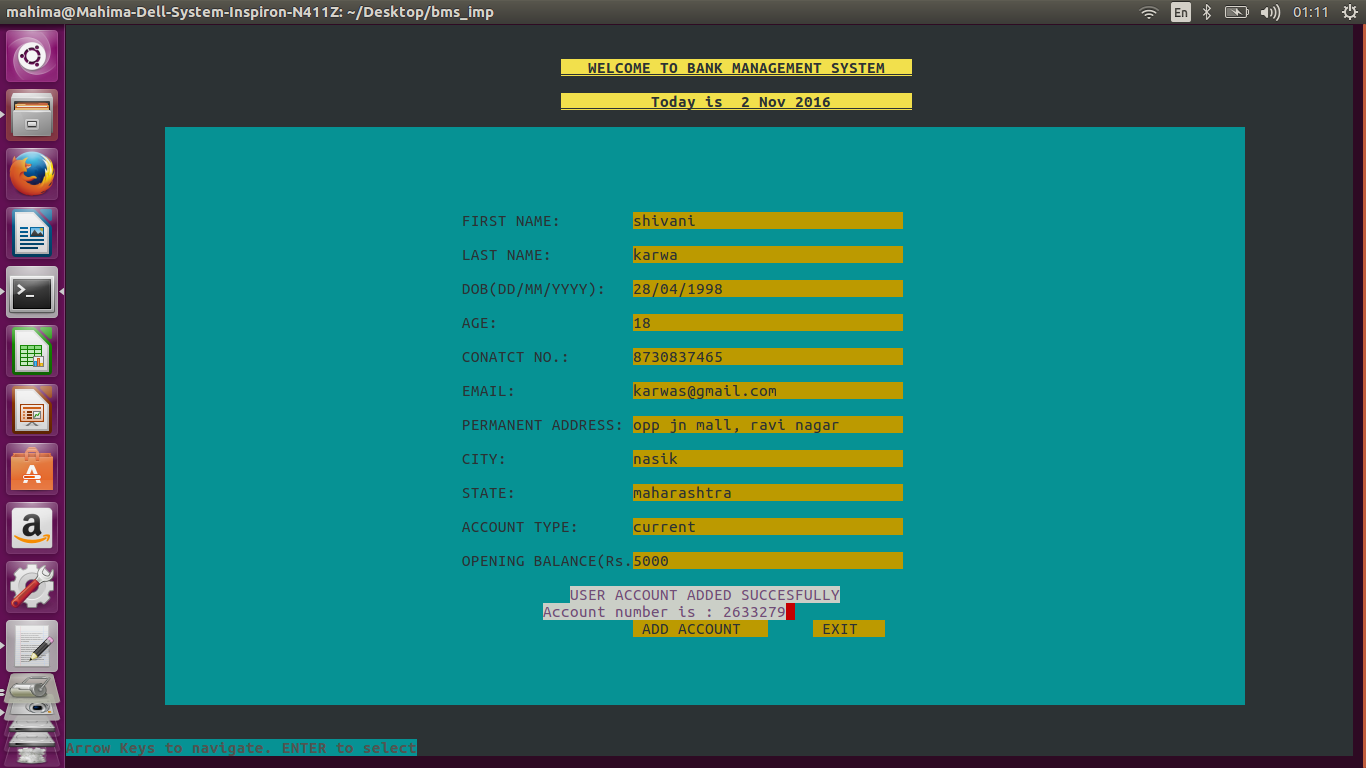 mahima@Mahima-Dell-System-Inspiron-N411Z: ~/Desktop/bms_imp En 01:11
WELCOME TO BANK MANAGEMENT SYSTEM
Today is 2 Nov 2016
FIRST NAME: shivani
LAST NAME: karwa
DOB(DD/MM/YYYY): 28/04/1998
AGE: 18
CONATCT NO.: 8730837465
EMAIL: karwas@gmail.com
PERMANENT ADDRESS: opp jn mall, ravi nagar
CITY: nasik
STATE: maharashtra
ACCOUNT TYPE: current
OPENING BALANCE(Rs.5000
USER ACCOUNT ADDED SUCCESFULLY
Account number is : 2633279
ADD ACCOUNT EXIT
Arrow Keys to navigate. ENTER to select